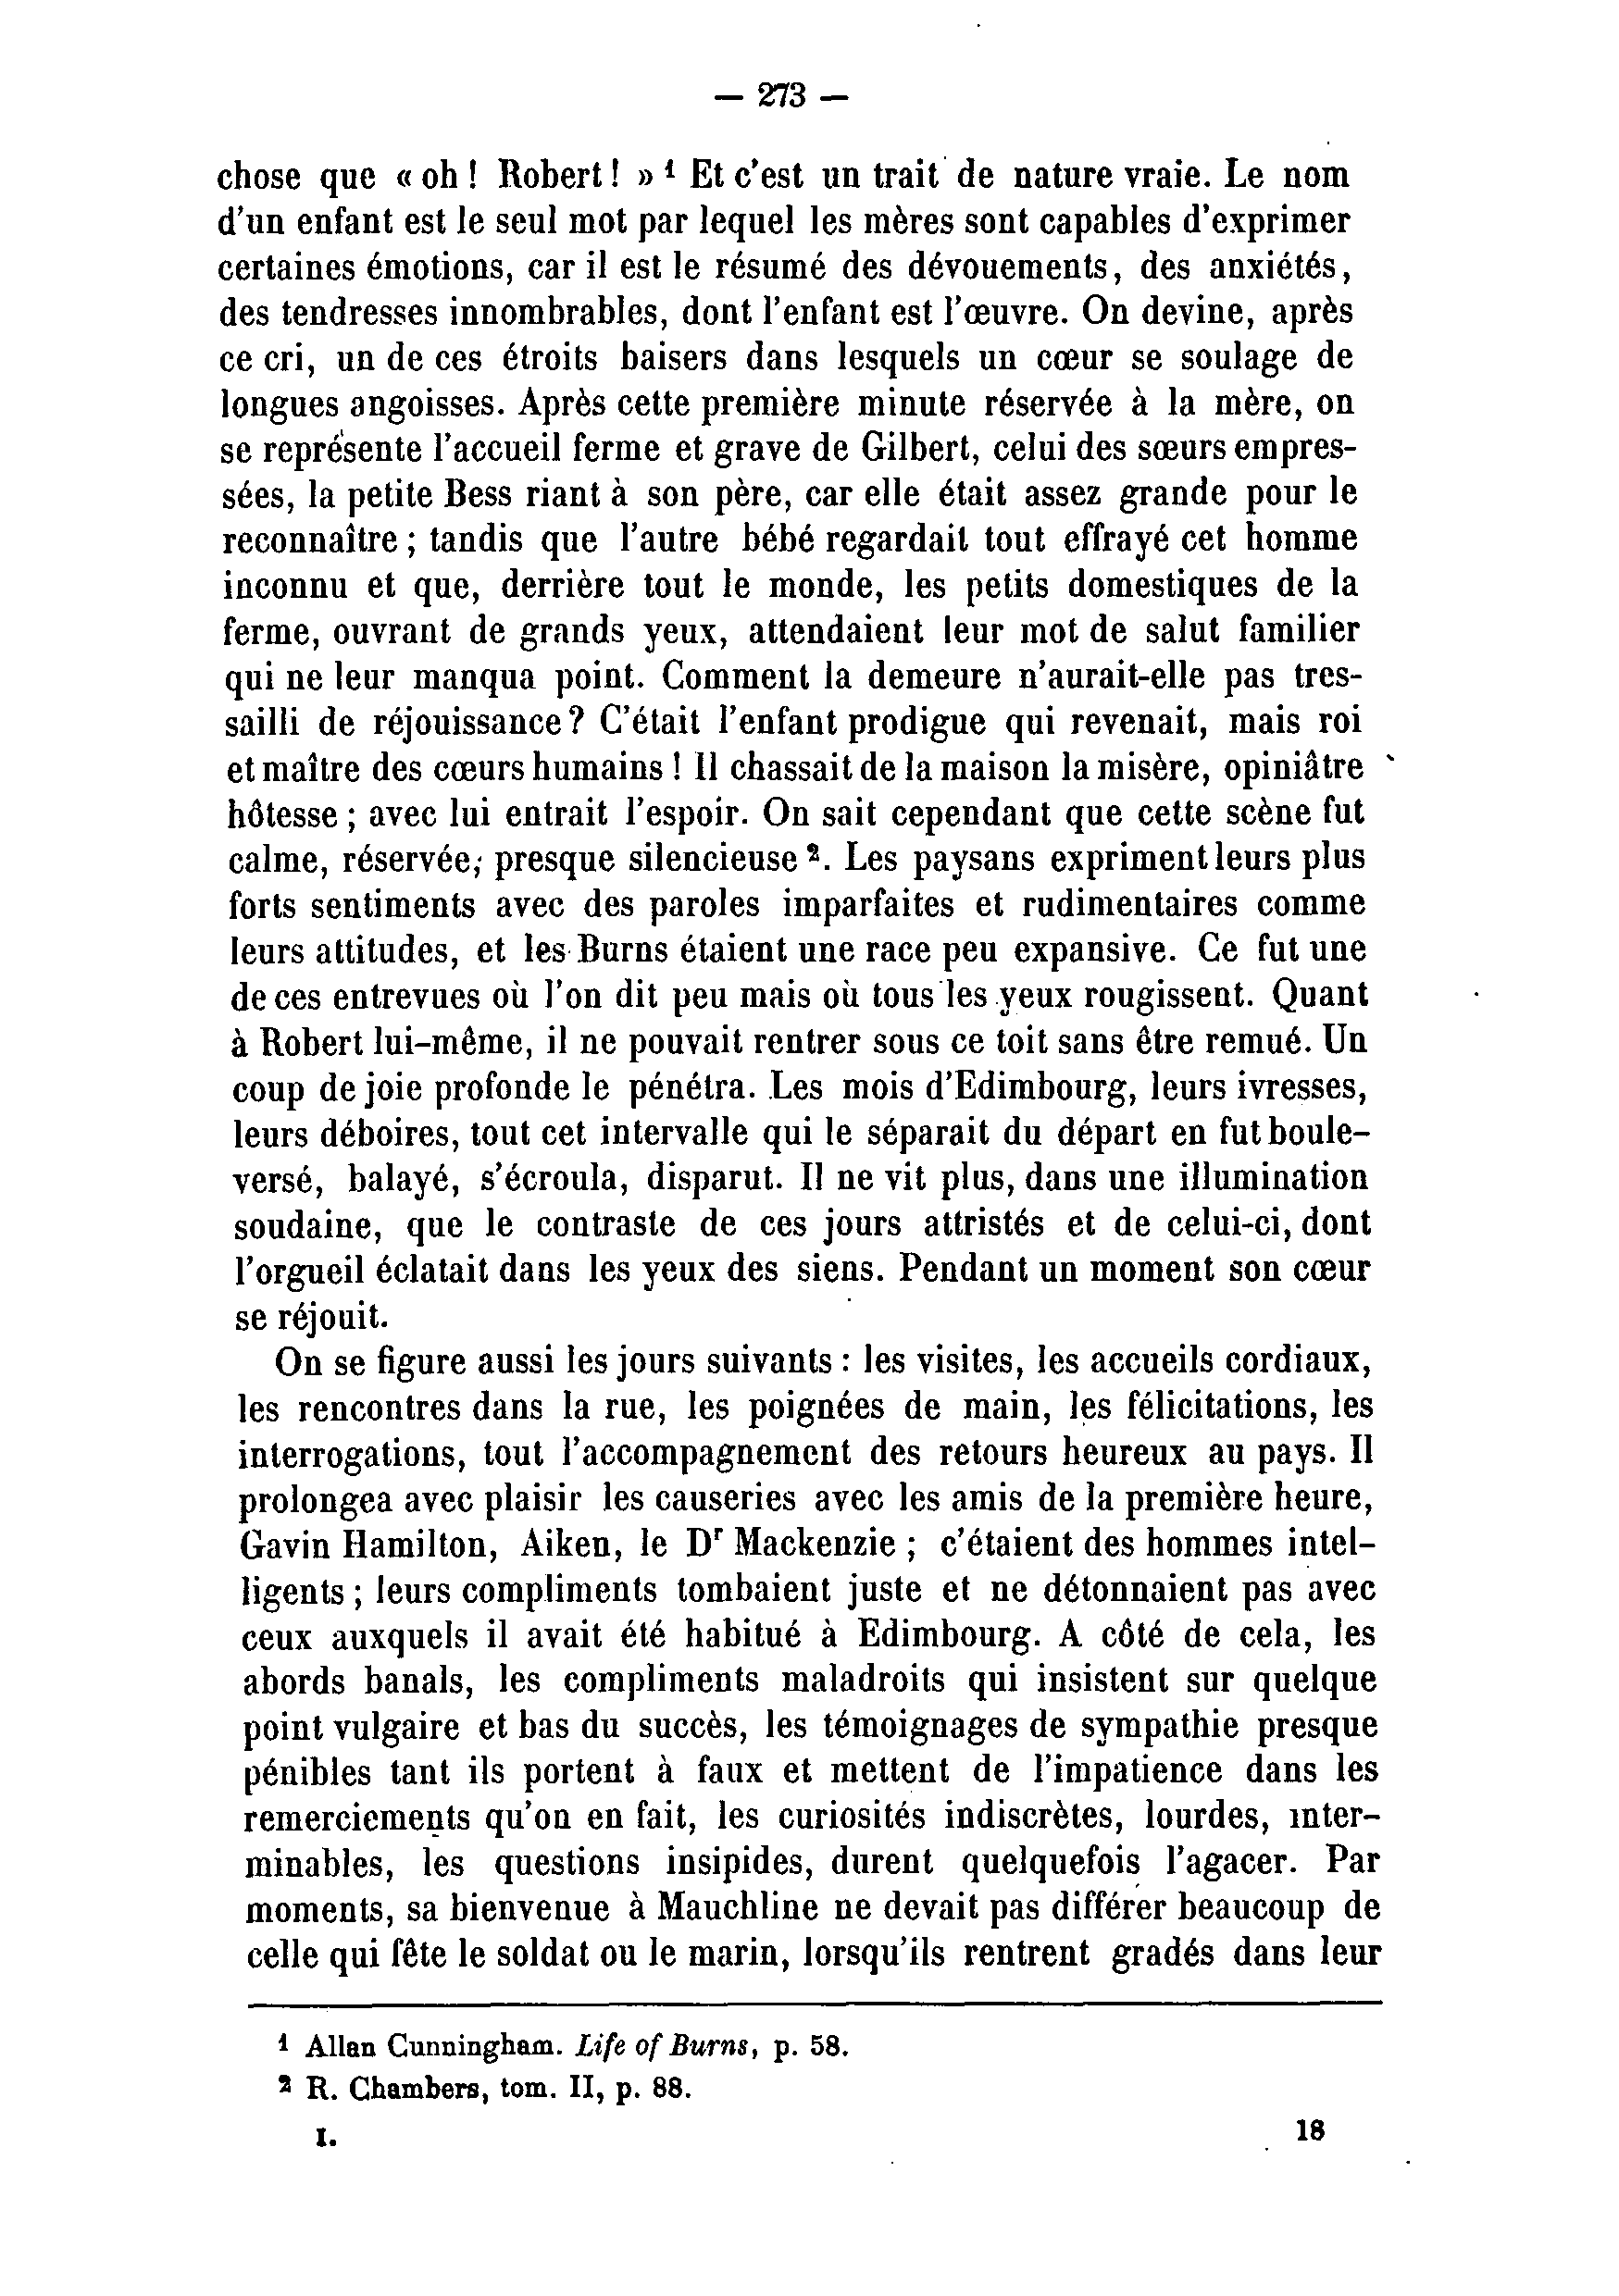 — 273 —
chose que « oh ! Robert ! » ¹ Et c'est un trait de nature vraie. Le nom
d'un enfant est le seul mot par lequel les mères sont capables d'exprimer
certaines émotions, car il est le résumé des dévouements, des anxiétés,
des tendresses innombrables, dont l'enfant est l'œuvre. On devine, après
ce cri, un de ces étroits baisers dans lesquels un cœur se soulage de
longues angoisses. Après cette première minute réservée à la mère, on
se représente l'accueil ferme et grave de Gilbert, celui des sœurs empres-
sées, la petite Bess riant à son père, car elle était assez grande pour le
reconnaître ; tandis que l'autre bébé regardait tout effrayé cet homme
inconnu et que, derrière tout le monde, les petits domestiques de la
ferme, ouvrant de grands yeux, attendaient leur mot de salut familier
qui ne leur manqua point. Comment la demeure n'aurait-elle pas tres-
sailli de réjouissance ? C'était l'enfant prodigue qui revenait, mais roi
et maître des cœurs humains ! Il chassait de la maison la misère, opiniâtre
hôtesse ; avec lui entrait l'espoir. On sait cependant que cette scène fut
calme, réservée, presque silencieuse ². Les paysans expriment leurs plus
forts sentiments avec des paroles imparfaites et rudimentaires comme
leurs attitudes, et les Burns étaient une race peu expansive. Ce fut une
de ces entrevues où l'on dit peu mais où tous les yeux rougissent. Quant
à Robert lui-même, il ne pouvait rentrer sous ce toit sans être remué. Un
coup de joie profonde le pénétra. Les mois d'Edimbourg, leurs ivresses,
leurs déboires, tout cet intervalle qui le séparait du départ en fut boule-
versé, balayé, s'écroula, disparut. Il ne vit plus, dans une illumination
soudaine, que le contraste de ces jours attristés et de celui-ci, dont
l'orgueil éclatait dans les yeux des siens. Pendant un moment son cœur
se réjouit.
On se figure aussi les jours suivants : les visites, les accueils cordiaux,
les rencontres dans la rue, les poignées de main, les félicitations, les
interrogations, tout l'accompagnement des retours heureux au pays. Il
prolongea avec plaisir les causeries avec les amis de la première heure,
Gavin Hamilton, Aiken, le Dʳ Mackenzie ; c'étaient des hommes intel-
ligents ; leurs compliments tombaient juste et ne détonnaient pas avec
ceux auxquels il avait été habitué à Edimbourg. A côté de cela, les
abords banals, les compliments maladroits qui insistent sur quelque
point vulgaire et bas du succès, les témoignages de sympathie presque
pénibles tant ils portent à faux et mettent de l'impatience dans les
remerciements qu'on en fait, les curiosités indiscrètes, lourdes, inter-
minables, les questions insipides, durent quelquefois l'agacer. Par
moments, sa bienvenue à Mauchline ne devait pas différer beaucoup de
celle qui fête le soldat ou le marin, lorsqu'ils rentrent gradés dans leur
¹ Allan Cunningham. Life of Burns, p. 58.
² R. Chambers, tom. II, p. 88.
I. 18